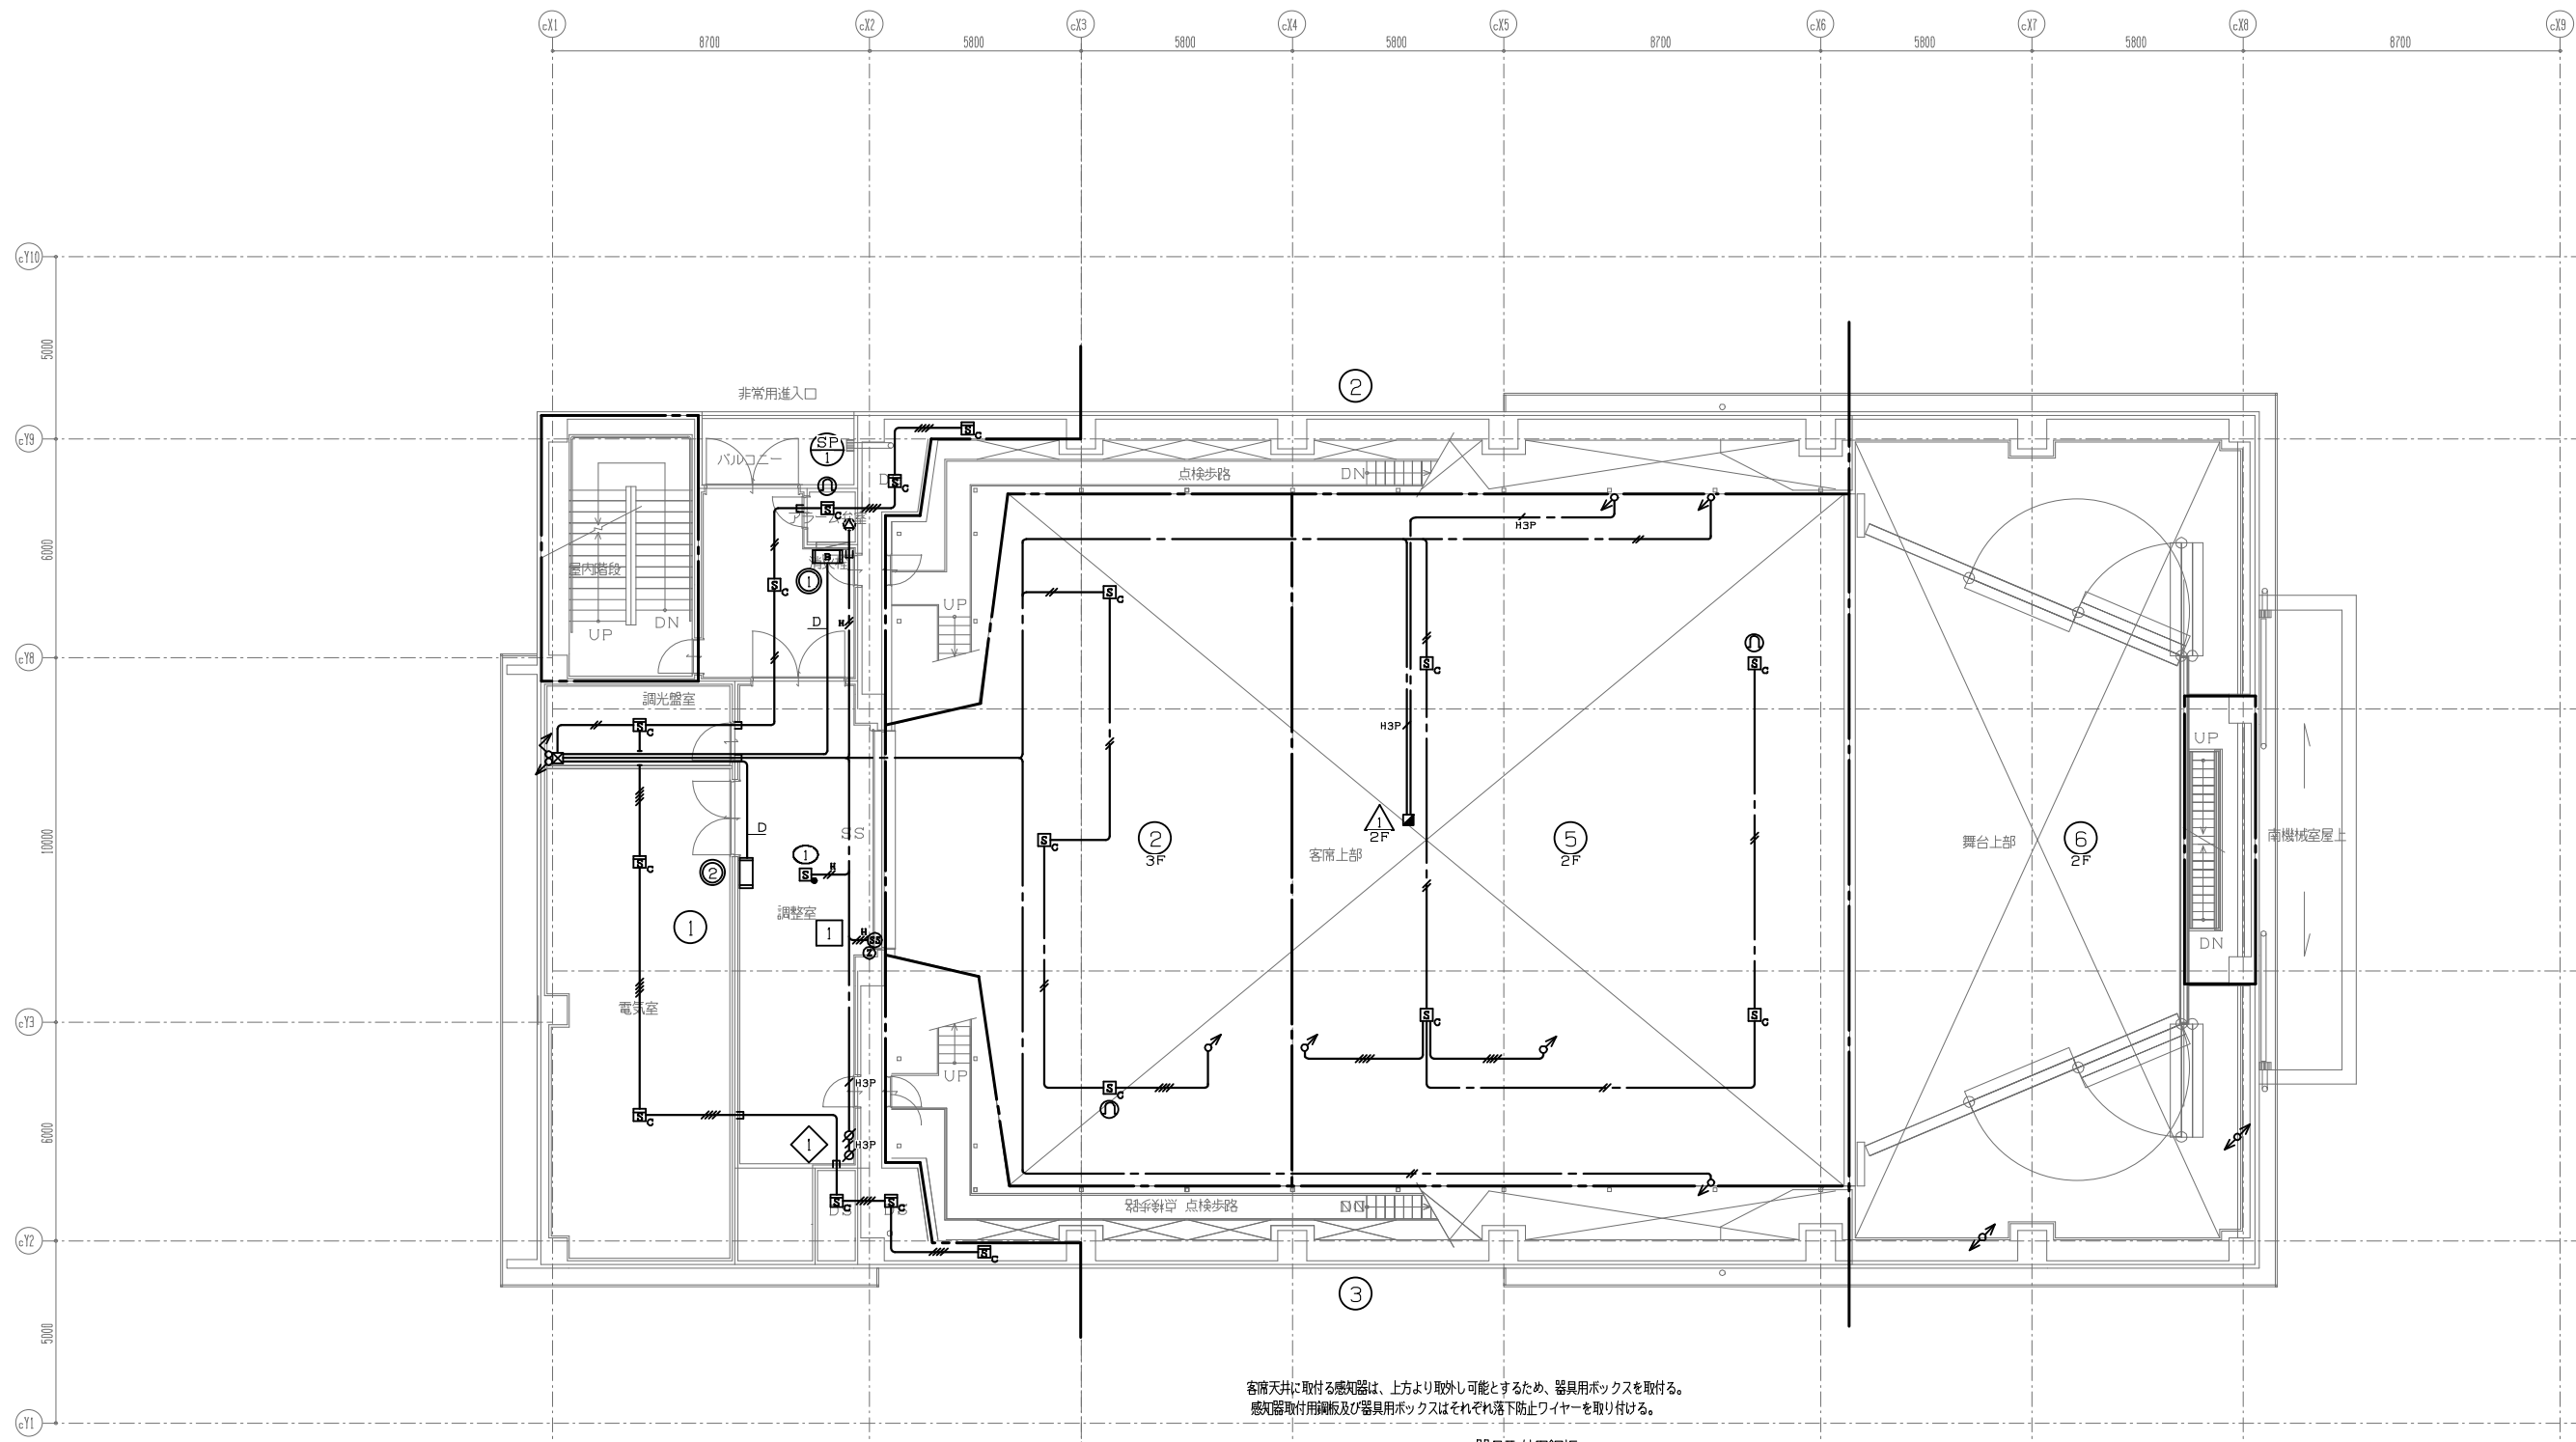 cX1 cX2 cX3 cX4 cX5 cX6 cX7 cX8 cX9
8700 5800 5800 5800 8700 5800 5800 8700
cY10
5000
②
非常用進入口
cY9
SP
1
S C
バルコニー
点検歩路 DN
S C
S C
H3P
6000
B
屋内階段
1
S C
S C
UP
UP DN
D H
cY8
S C
S C
調光盤室
S C
H3P
UP
D
SS
10000
②
3F
1
2F
⑤
2F
⑥
2F
南機械室屋上
舞台上部
客席上部
S C
1
H
S
S C
2
調整室
①
1
H
SS
Z
DN
電気室
S C
S C
cY3
UP
H3P
S C
S C
6000
1
H3P
S C
S C
DS
点検歩路 DN
cY2
S C
③
5000
客席天井に取付る感知器は、上方より取外し可能とするため、器具用ボックスを取付る。
感知器取付用鋼板及び器具用ボックスはそれぞれ落下防止ワイヤーを取り付ける。
cY1